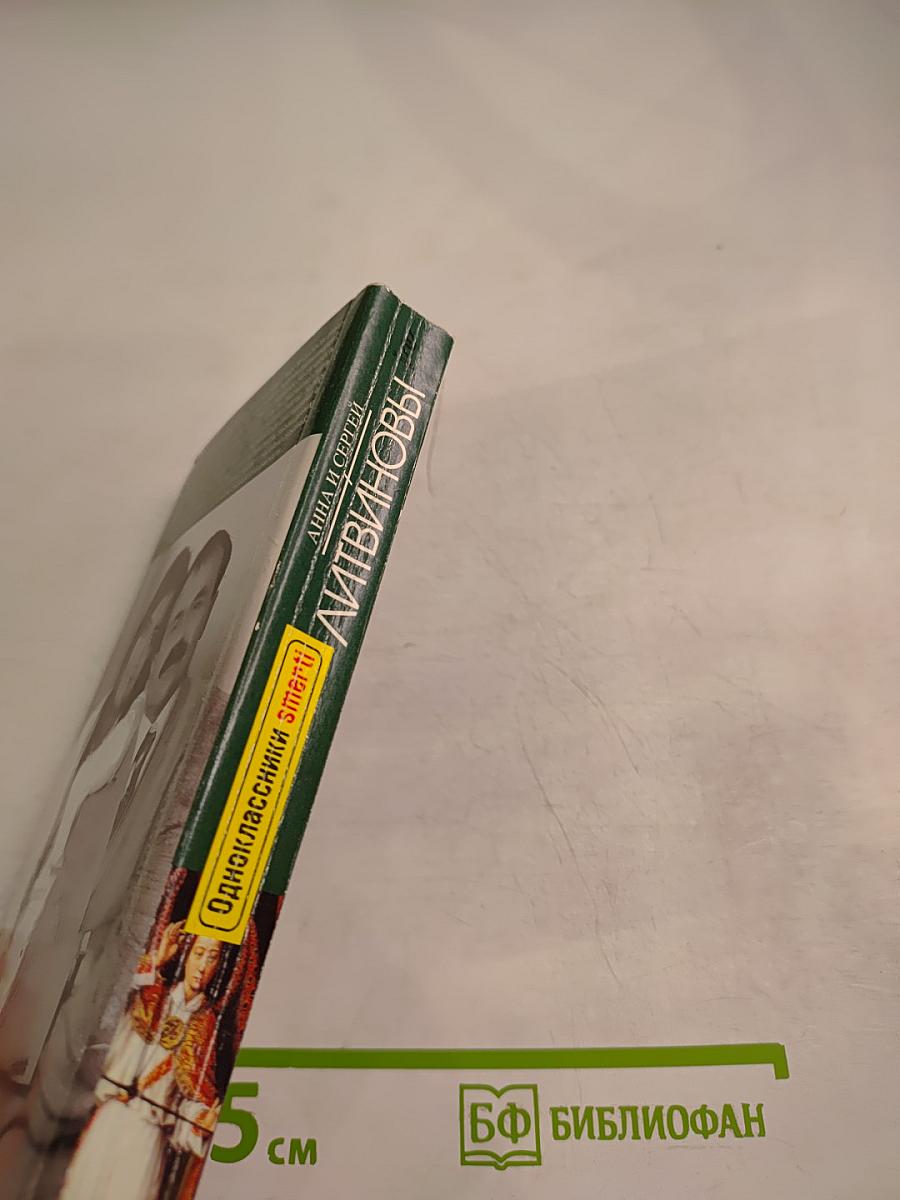 АННА И СЕРГЕЙ
ЛИТВИНОВЫ
Одноклассники smerti
5 см
БФ БИБЛИОФАН